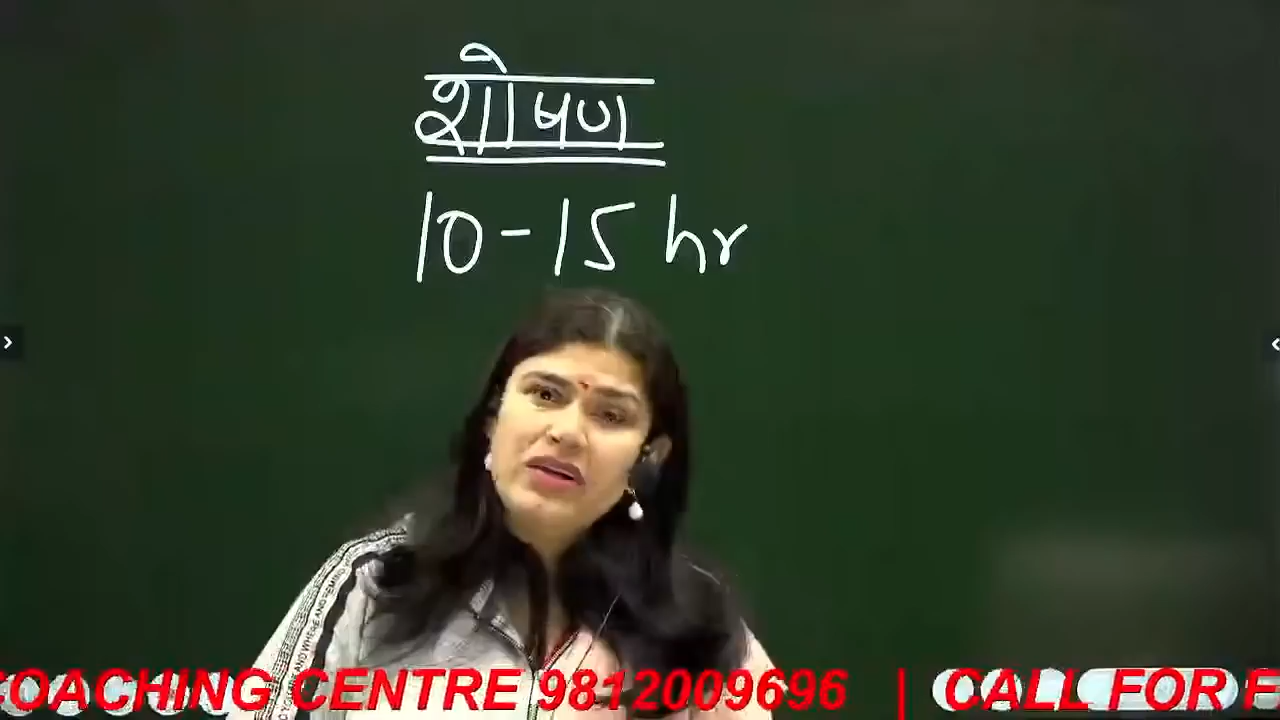 शोषण
10-15 hr
COACHING CENTRE 9812009696 | CALL FOR F